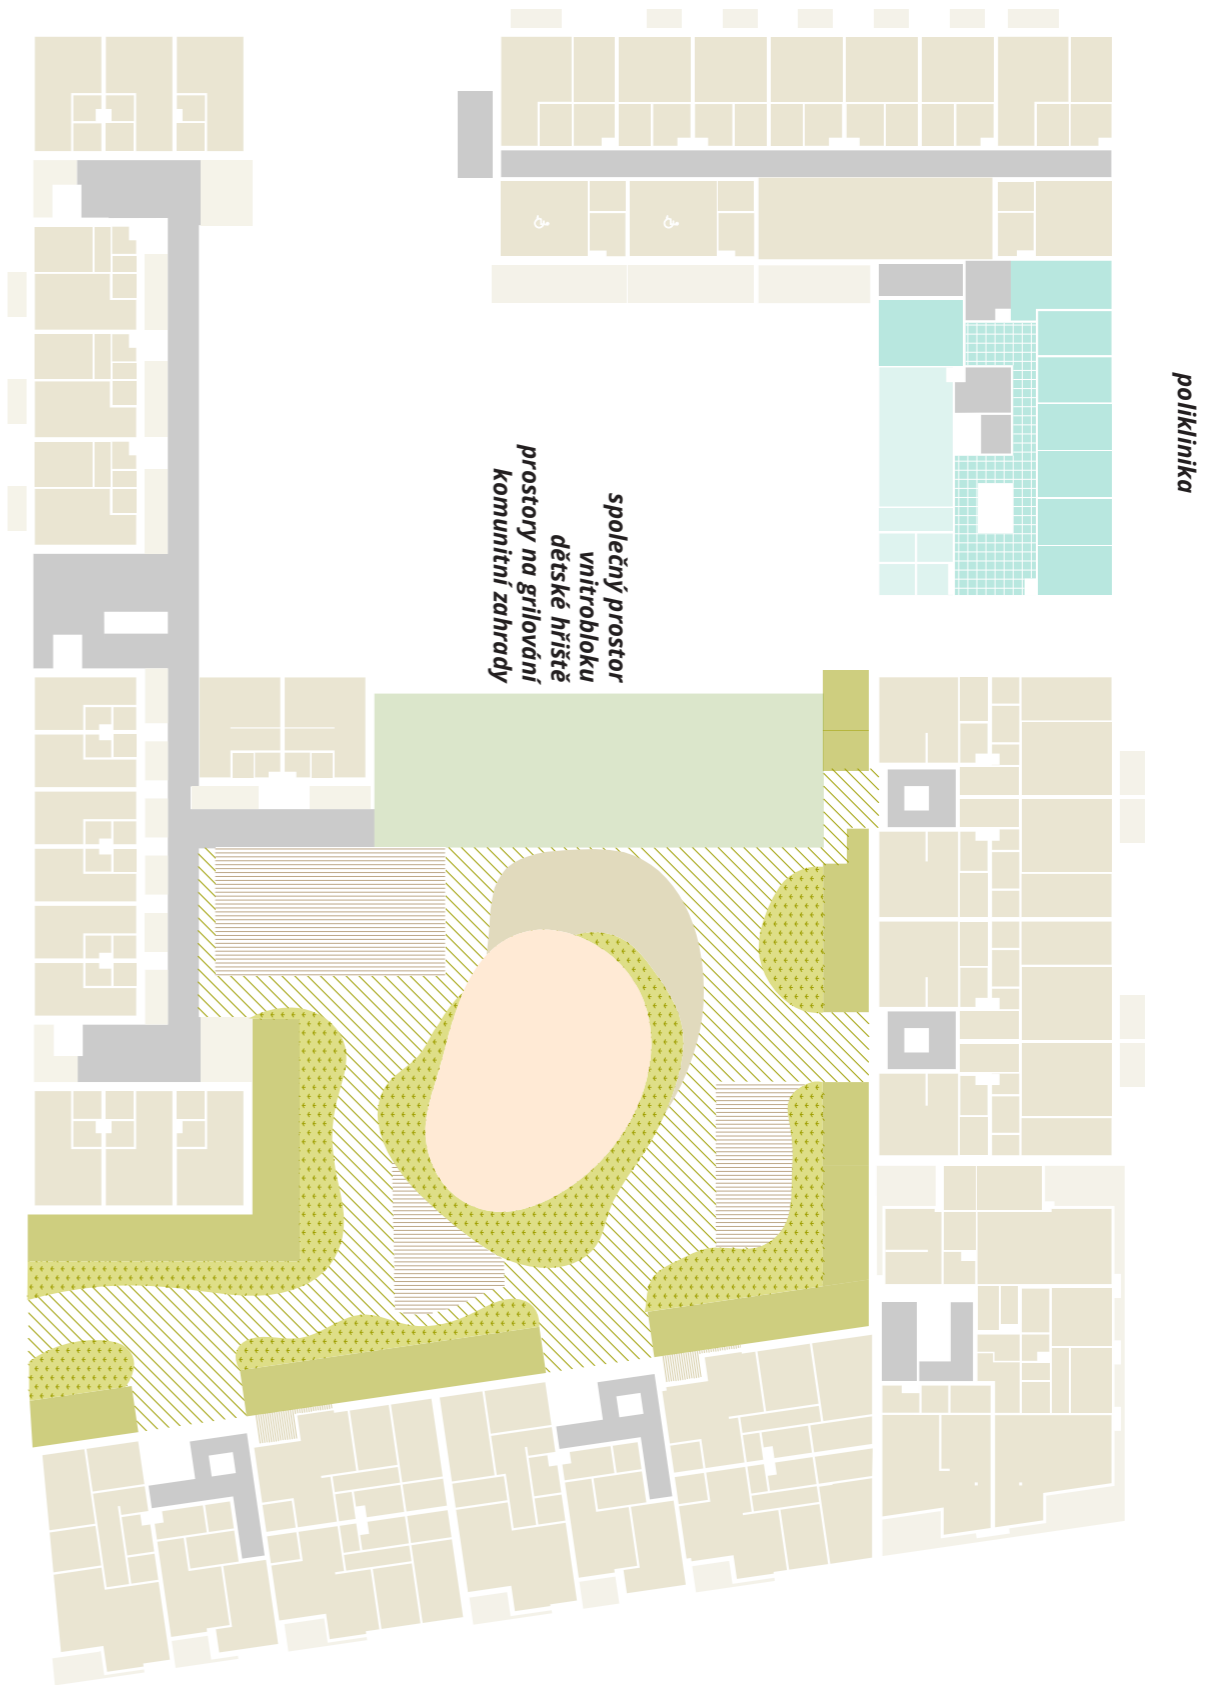 poliklinika
společný prostor
vnitrobloku
dětské hřiště
prostory na grilování
komunitní zahrady